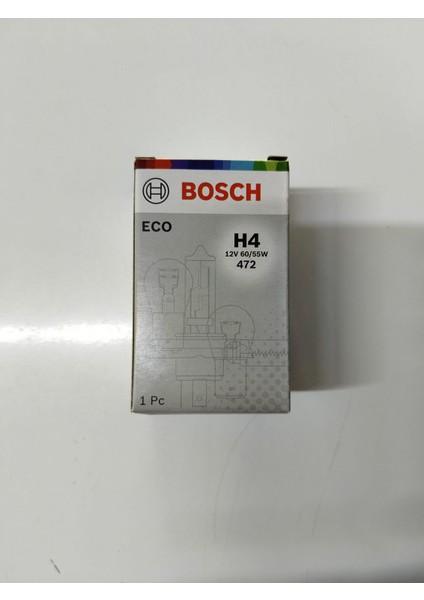 BOSCH
ECO
H4
12V 60/55W
472
1 Pc